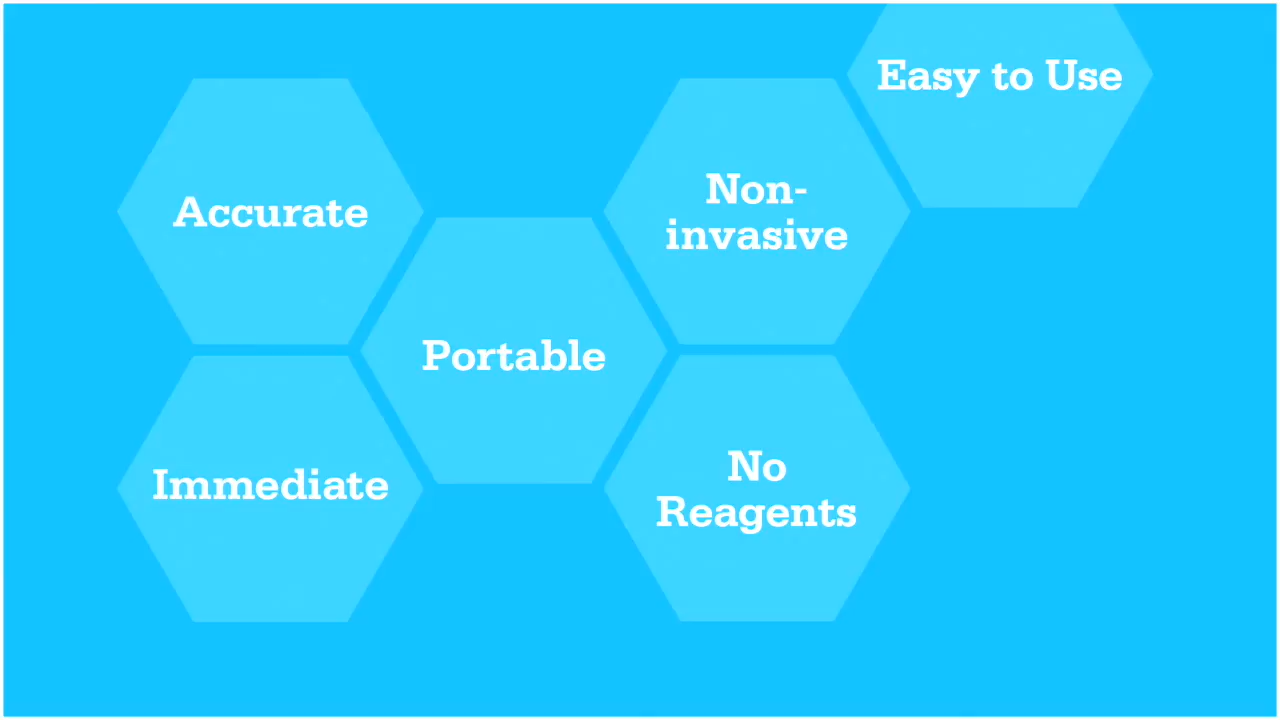 Easy to Use
Accurate
Non-
invasive
Portable
Immediate
No
Reagents